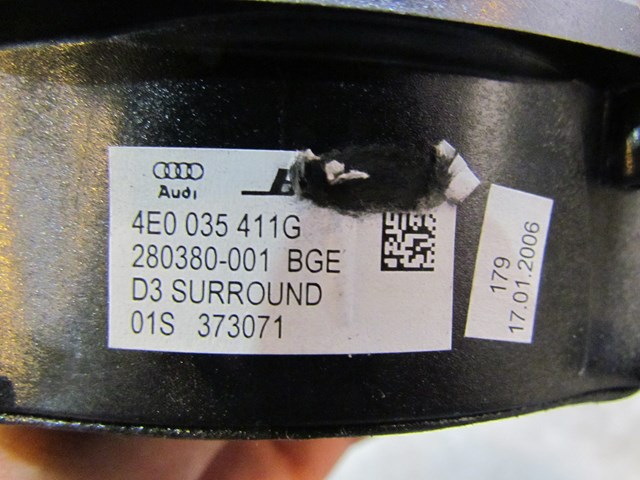 Audi
4E0 035 411G
280380-001 BGE
D3 SURROUND
01S 373071
179
17.01.2006